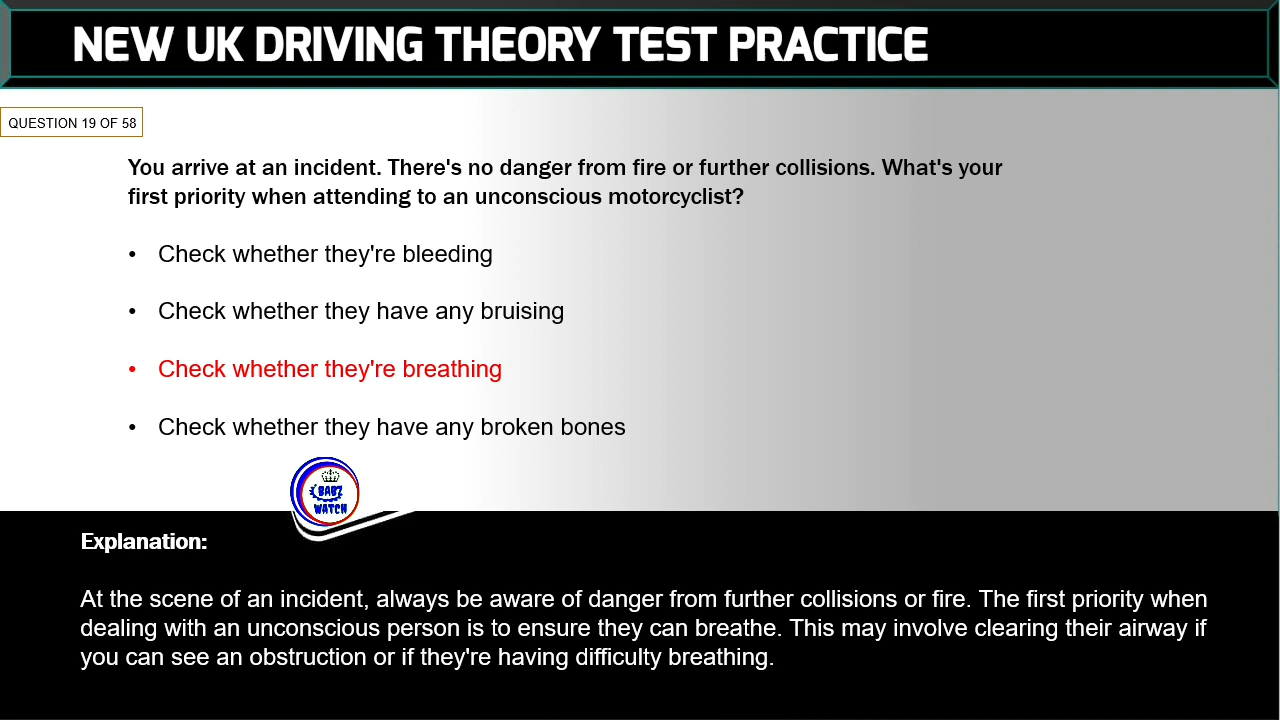 NEW UK DRIVING THEORY TEST PRACTICE
QUESTION 19 OF 58
You arrive at an incident. There's no danger from fire or further collisions. What's your
first priority when attending to an unconscious motorcyclist?
• Check whether they're bleeding
• Check whether they have any bruising
• Check whether they're breathing
• Check whether they have any broken bones
BABZ
WATCH
Explanation:
At the scene of an incident, always be aware of danger from further collisions or fire. The first priority when
dealing with an unconscious person is to ensure they can breathe. This may involve clearing their airway if
you can see an obstruction or if they're having difficulty breathing.